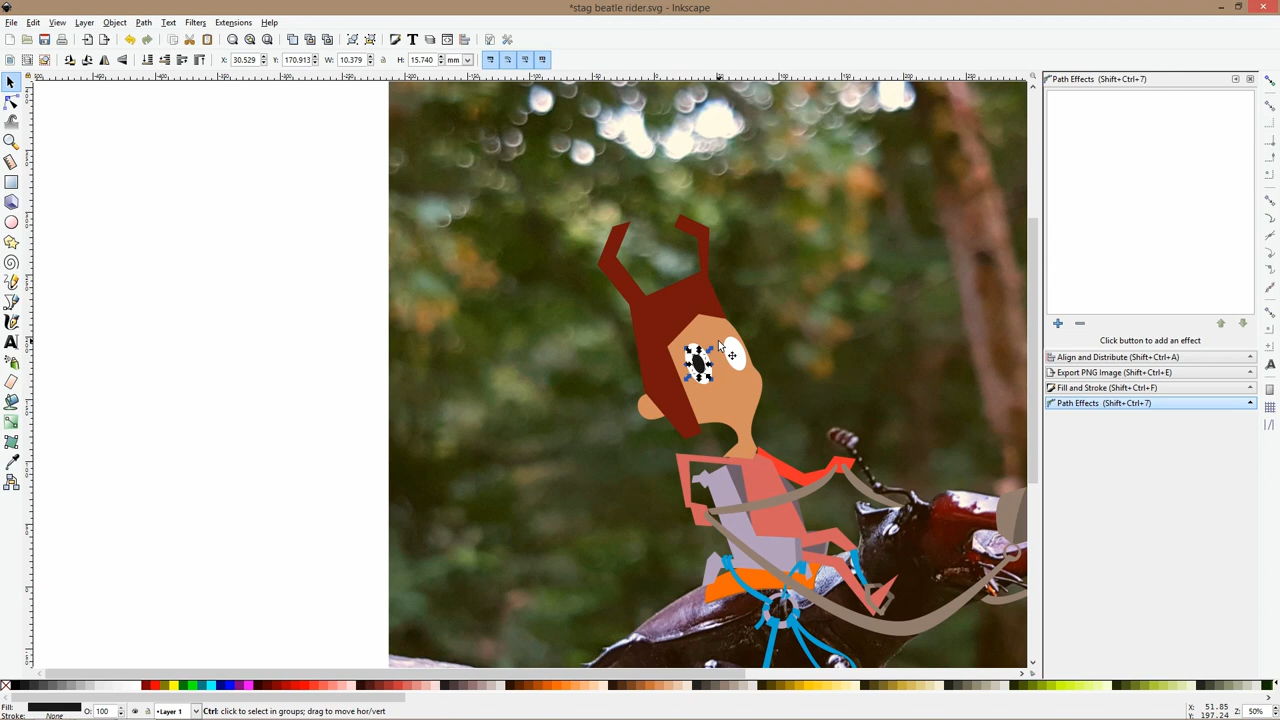 *stag beatle rider.svg - Inkscape
File Edit View Layer Object Path Text Filters Extensions Help
X: 30.529 Y: 170.913 W: 10.379 H: 15.740 mm
Path Effects (Shift+Ctrl+7)
Click button to add an effect
Align and Distribute (Shift+Ctrl+A)
Export PNG Image (Shift+Ctrl+E)
Fill and Stroke (Shift+Ctrl+F)
Path Effects (Shift+Ctrl+7)
Fill:
Stroke: None
O: 100
•Layer 1
Ctrl: click to select in groups; drag to move hor/vert
X: 51.85
Y: 197.24
Z: 50%